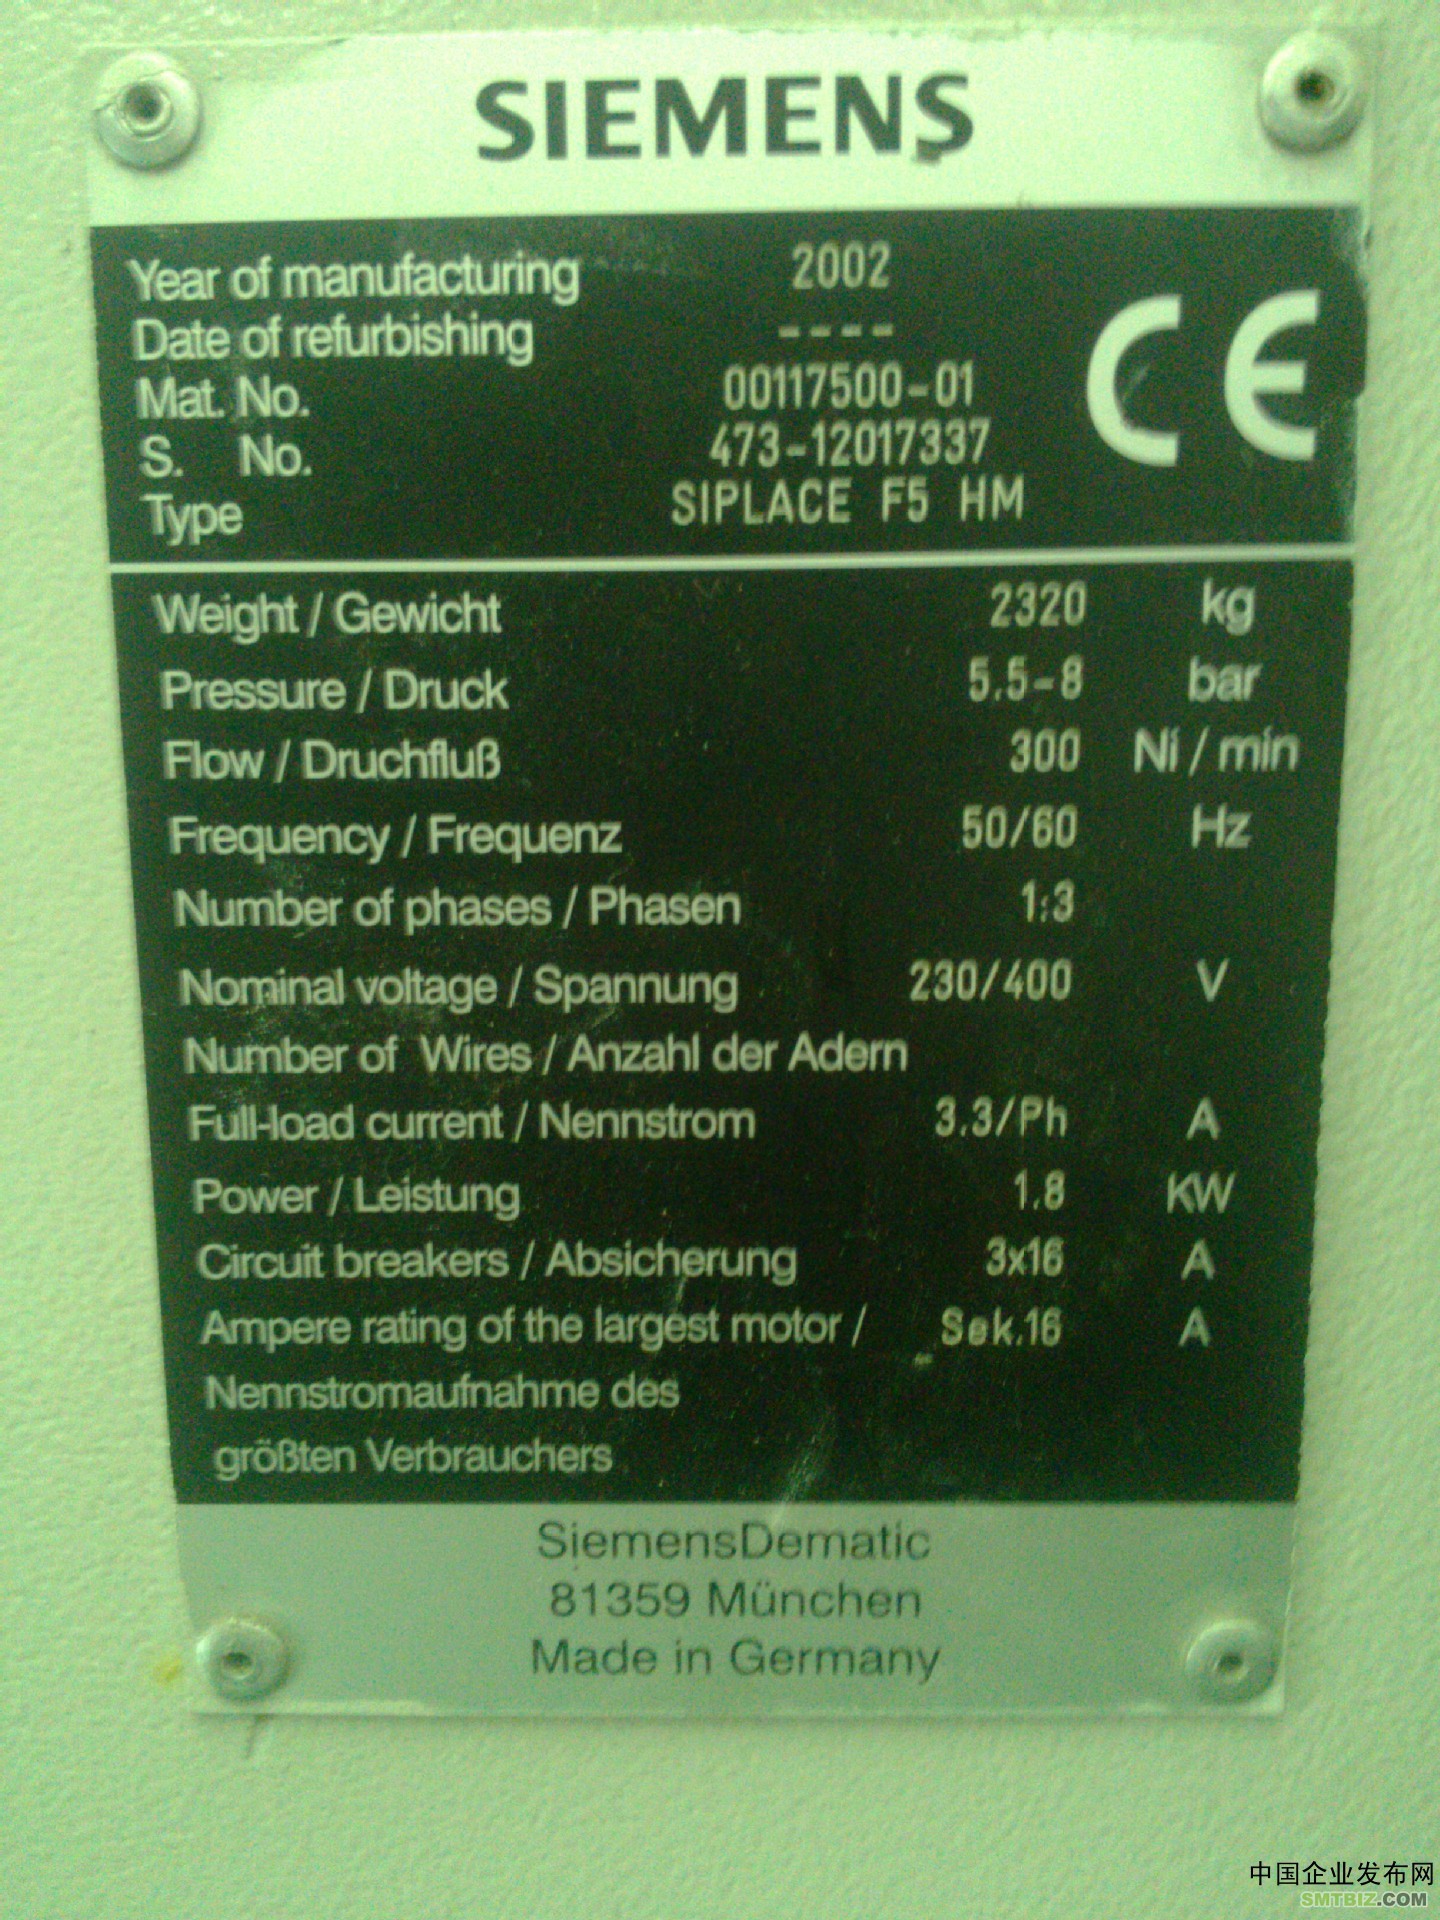 SIEMENS
Year of manufacturing 2002
Date of refurbishing ----
Mat. No. 00117500-01
S. No. 473-12017337
Type SIPLACE F5 HM
CE
Weight / Gewicht 2320 kg
Pressure / Druck 5.5-8 bar
Flow / Druchfluß 300 Ni / min
Frequency / Frequenz 50/60 Hz
Number of phases / Phasen 1:3
Nominal voltage / Spannung 230/400 V
Number of Wires / Anzahl der Adern
Full-load current / Nennstrom 3.3/Ph A
Power / Leistung 1.8 KW
Circuit breakers / Absicherung 3x16 A
Ampere rating of the largest motor / Sek.16 A
Nennstromaufnahme des
größten Verbrauchers
SiemensDematic
81359 München
Made in Germany
中国企业发布网
SMTBIZ.COM